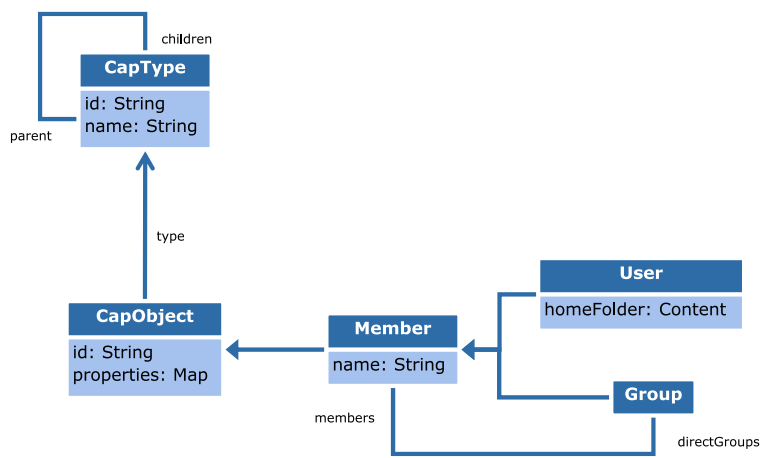 children
CapType
id: String
name: String
parent
type
User
homeFolder: Content
CapObject
id: String
properties: Map
Member
name: String
Group
members
directGroups